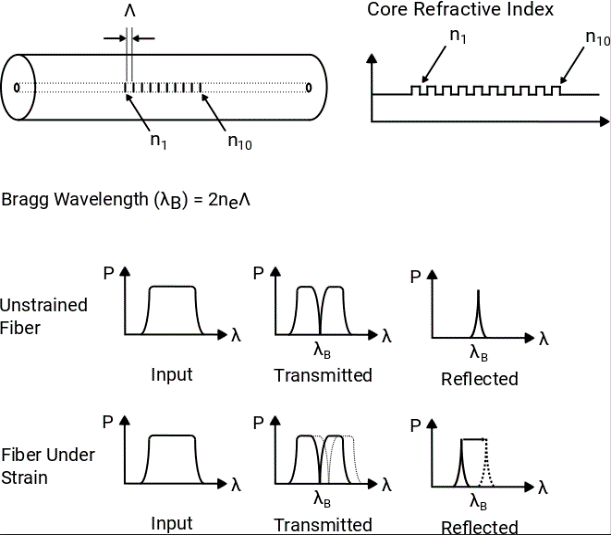 Λ
Core Refractive Index
n1
n10
n1
n10
Bragg Wavelength (λB) = 2neΛ
Unstrained
Fiber
P
λ
Input
P
λ
λB
Transmitted
P
λ
λB
Reflected
Fiber Under
Strain
P
λ
Input
P
λ
λB
Transmitted
P
λ
λB
Reflected